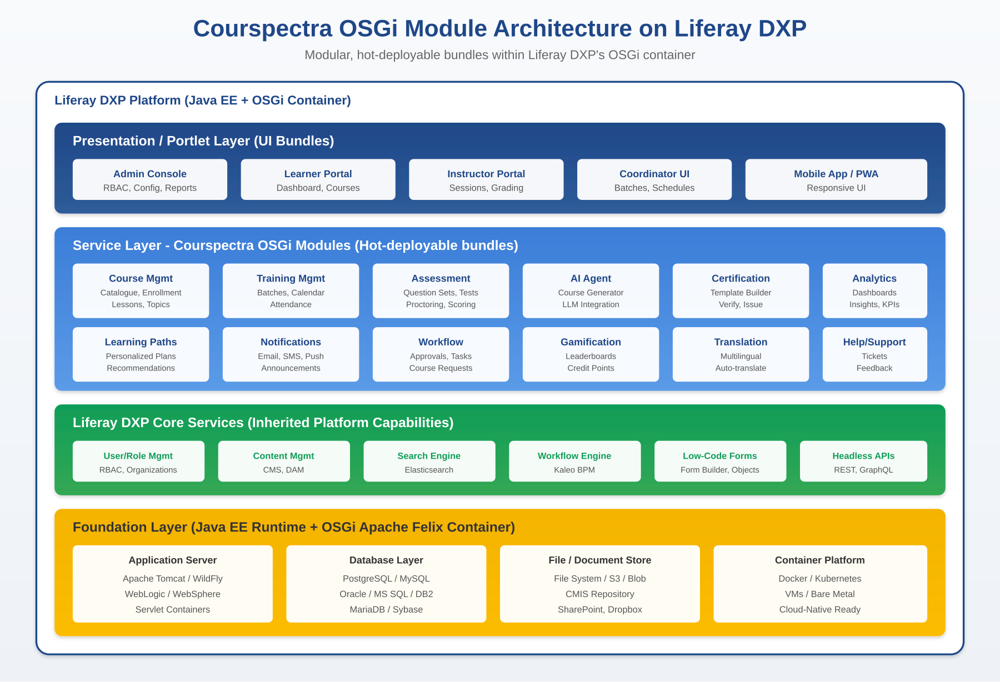 Courspectra OSGi Module Architecture on Liferay DXP
Modular, hot-deployable bundles within Liferay DXP's OSGi container
Liferay DXP Platform (Java EE + OSGi Container)
Presentation / Portlet Layer (UI Bundles)
Admin Console
RBAC, Config, Reports
Learner Portal
Dashboard, Courses
Instructor Portal
Sessions, Grading
Coordinator UI
Batches, Schedules
Mobile App / PWA
Responsive UI
Service Layer - Courspectra OSGi Modules (Hot-deployable bundles)
Course Mgmt
Catalogue, Enrollment
Lessons, Topics
Training Mgmt
Batches, Calendar
Attendance
Assessment
Question Sets, Tests
Proctoring, Scoring
AI Agent
Course Generator
LLM Integration
Certification
Template Builder
Verify, Issue
Analytics
Dashboards
Insights, KPIs
Learning Paths
Personalized Plans
Recommendations
Notifications
Email, SMS, Push
Announcements
Workflow
Approvals, Tasks
Course Requests
Gamification
Leaderboards
Credit Points
Translation
Multilingual
Auto-translate
Help/Support
Tickets
Feedback
Liferay DXP Core Services (Inherited Platform Capabilities)
User/Role Mgmt
RBAC, Organizations
Content Mgmt
CMS, DAM
Search Engine
Elasticsearch
Workflow Engine
Kaleo BPM
Low-Code Forms
Form Builder, Objects
Headless APIs
REST, GraphQL
Foundation Layer (Java EE Runtime + OSGi Apache Felix Container)
Application Server
Apache Tomcat / WildFly
WebLogic / WebSphere
Servlet Containers
Database Layer
PostgreSQL / MySQL
Oracle / MS SQL / DB2
MariaDB / Sybase
File / Document Store
File System / S3 / Blob
CMIS Repository
SharePoint, Dropbox
Container Platform
Docker / Kubernetes
VMs / Bare Metal
Cloud-Native Ready